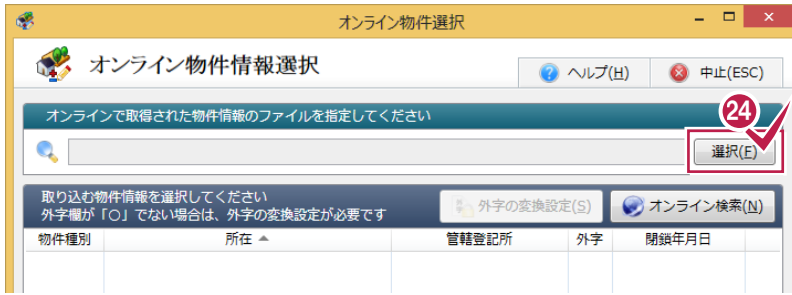 オンライン物件選択
オンライン物件情報選択
ヘルプ(H)
中止(ESC)
オンラインで取得された物件情報のファイルを指定してください
24
選択(F)
取り込む物件情報を選択してください
外字欄が「○」でない場合は、外字の変換設定が必要です
外字の変換設定(S)
オンライン検索(N)
物件種別 所在 管轄登記所 外字 閉鎖年月日